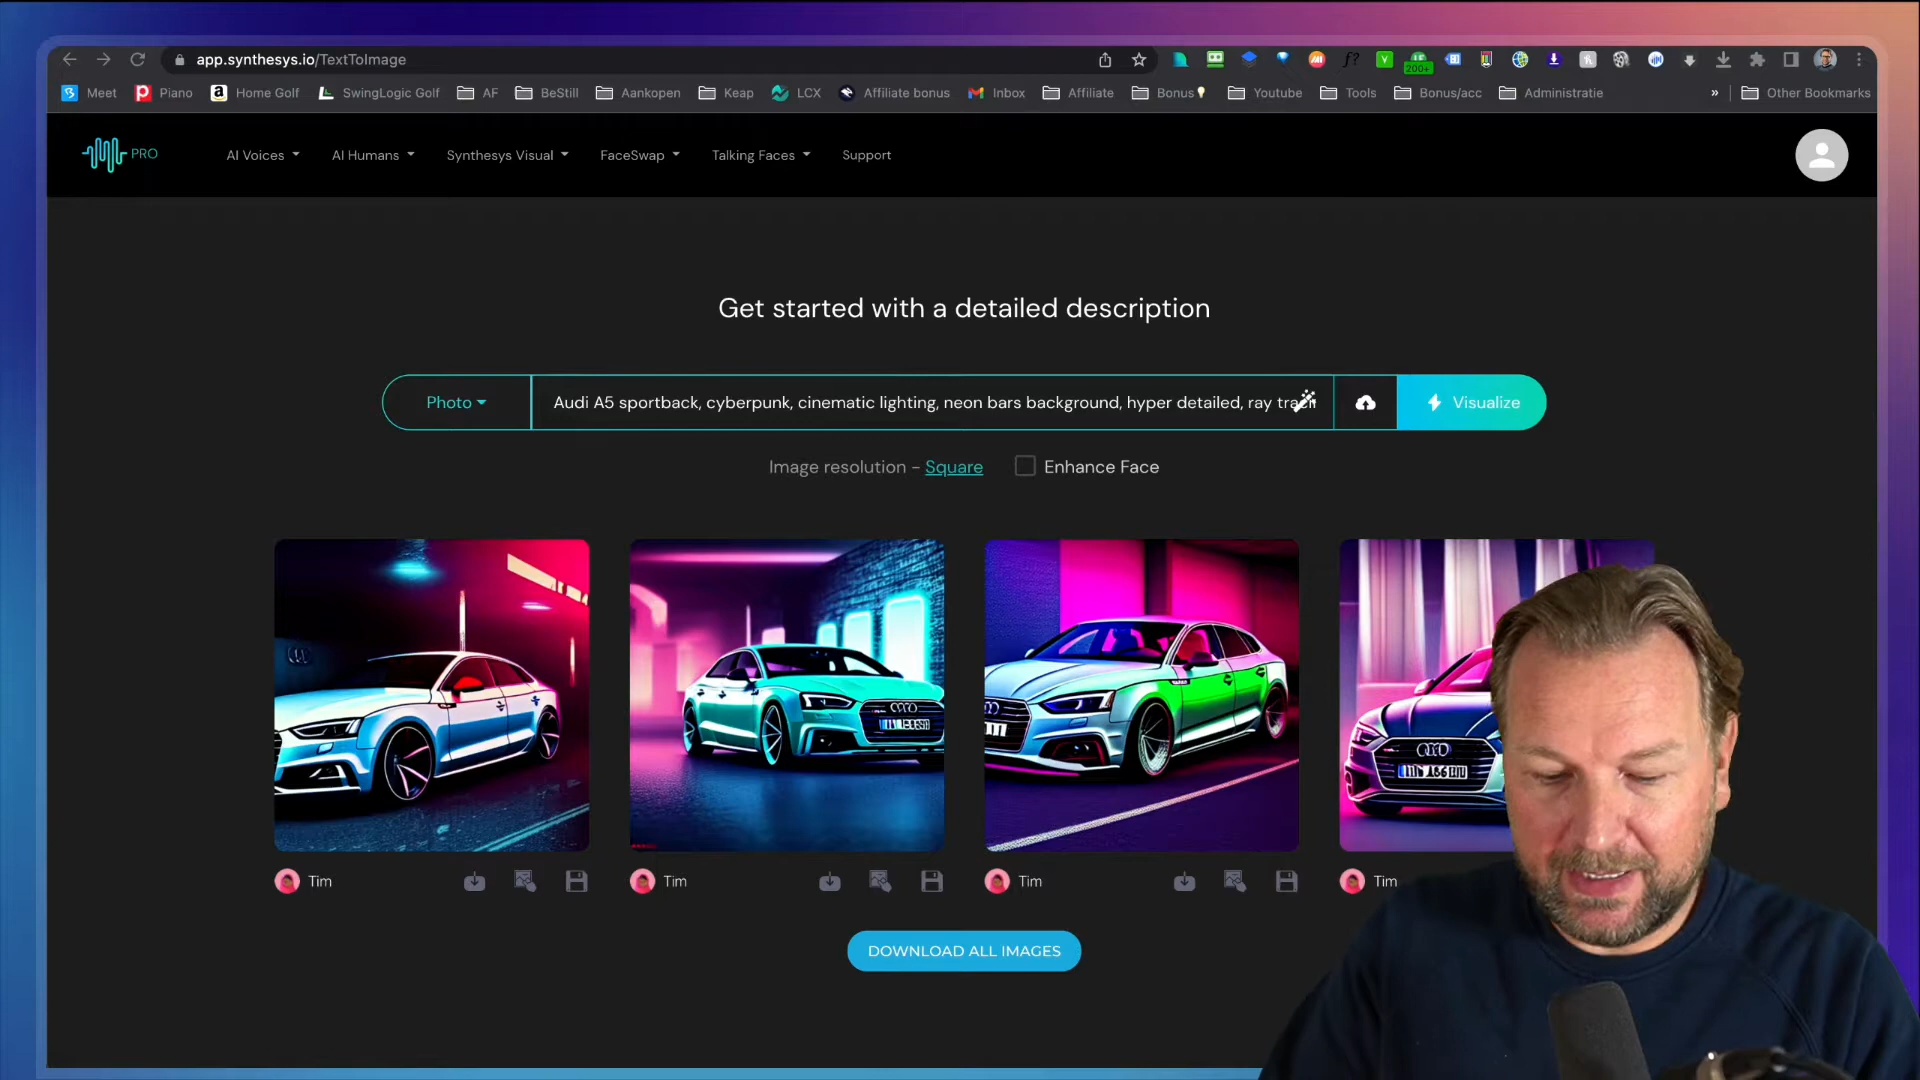 app.synthesys.io/TextToImage
f?
V
200+
Meet
Piano
Home Golf
SwingLogic Golf
AF
BeStill
Aankopen
Keap
LCX
Affiliate bonus
Inbox
Affiliate
Bonus
Youtube
Tools
Bonus/acc
Administratie
»
Other Bookmarks
PRO
AI Voices
AI Humans
Synthesys Visual
FaceSwap
Talking Faces
Support
Get started with a detailed description
Photo
Audi A5 sportback, cyberpunk, cinematic lighting, neon bars background, hyper detailed, ray
Visualize
Image resolution - Square
Enhance Face
Tim
Tim
Tim
Tim
DOWNLOAD ALL IMAGES